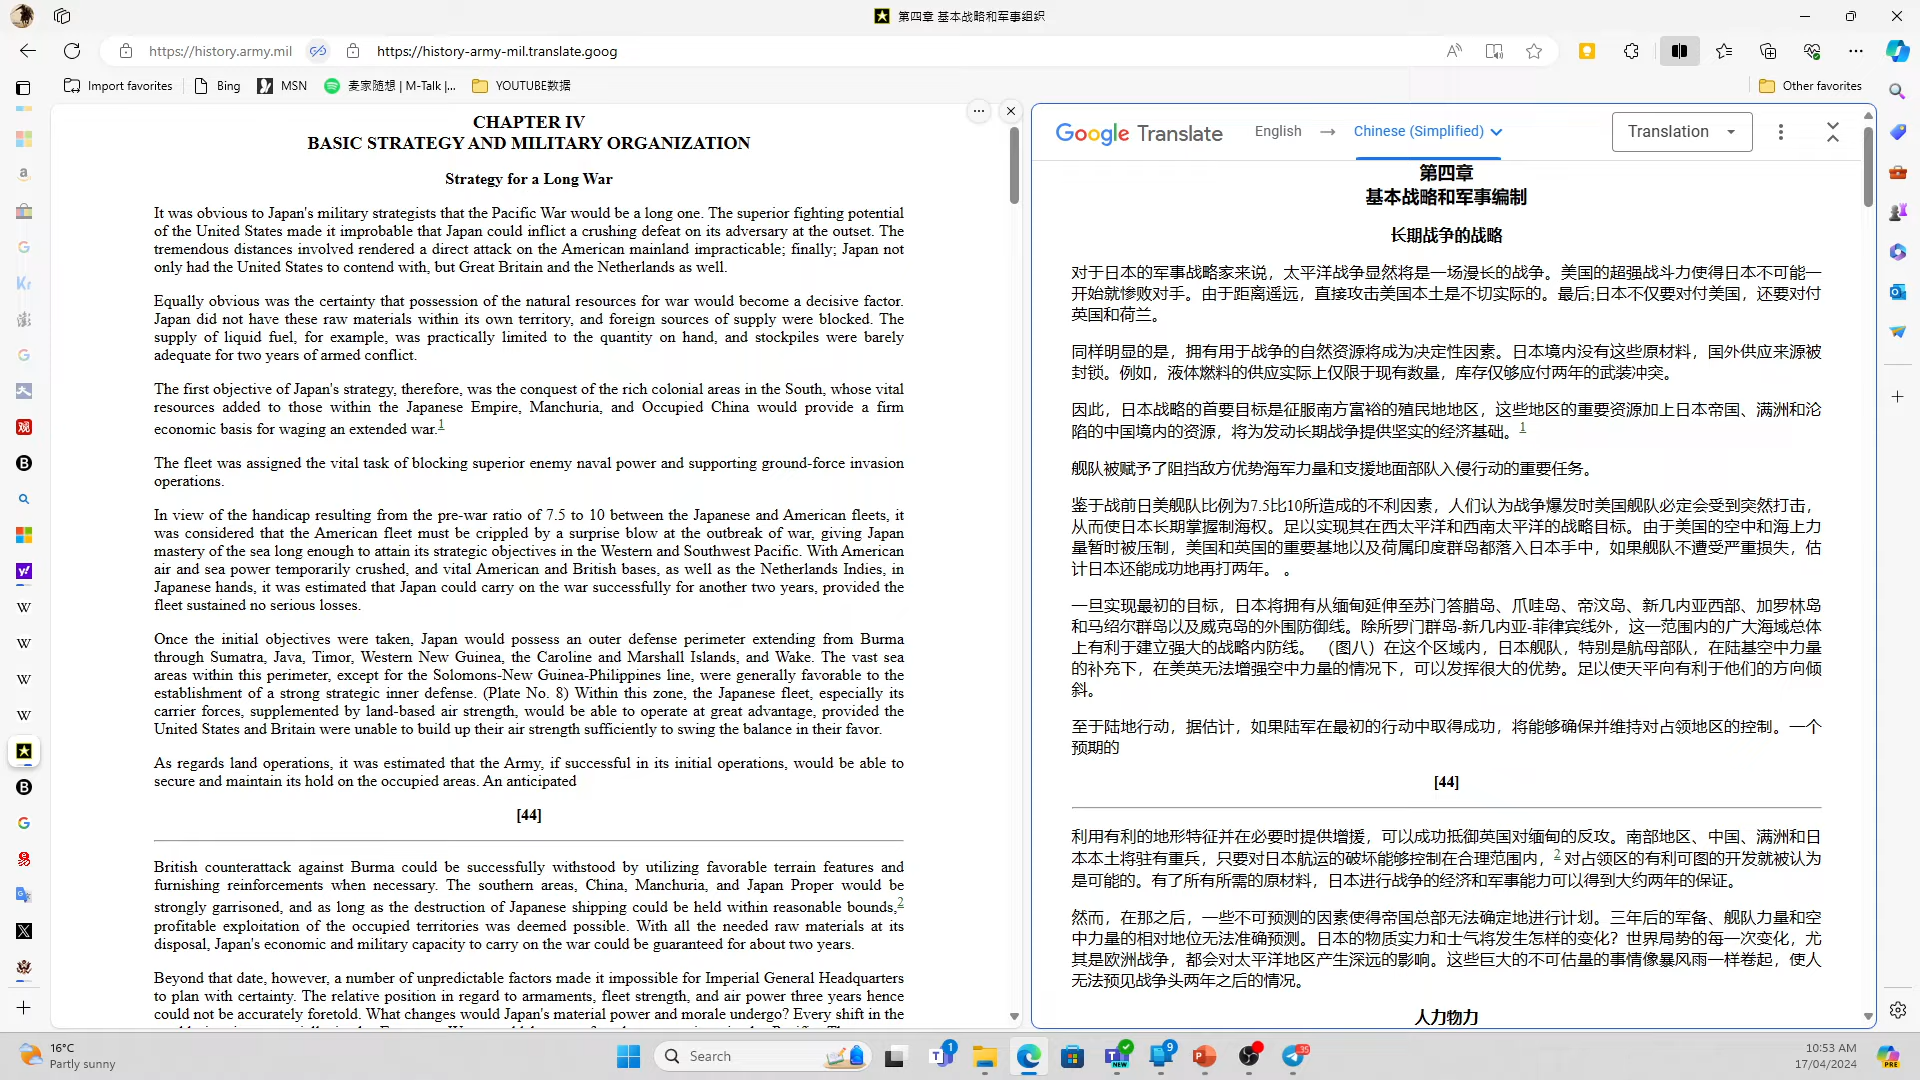 第四章 基本战略和军事组织
https://history.army.mil
https://history-army-mil.translate.goog
Import favorites
Bing
MSN
麦家随想 | M-Talk |...
YOUTUBE数据
Other favorites
CHAPTER IV
BASIC STRATEGY AND MILITARY ORGANIZATION
Strategy for a Long War
It was obvious to Japan's military strategists that the Pacific War would be a long one. The superior fighting potential
of the United States made it improbable that Japan could inflict a crushing defeat on its adversary at the outset. The
tremendous distances involved rendered a direct attack on the American mainland impracticable; finally; Japan not
only had the United States to contend with, but Great Britain and the Netherlands as well.
Equally obvious was the certainty that possession of the natural resources for war would become a decisive factor.
Japan did not have these raw materials within its own territory, and foreign sources of supply were blocked. The
supply of liquid fuel, for example, was practically limited to the quantity on hand, and stockpiles were barely
adequate for two years of armed conflict.
The first objective of Japan's strategy, therefore, was the conquest of the rich colonial areas in the South, whose vital
resources added to those within the Japanese Empire, Manchuria, and Occupied China would provide a firm
economic basis for waging an extended war.1
The fleet was assigned the vital task of blocking superior enemy naval power and supporting ground-force invasion
operations.
In view of the handicap resulting from the pre-war ratio of 7.5 to 10 between the Japanese and American fleets, it
was considered that the American fleet must be crippled by a surprise blow at the outbreak of war, giving Japan
mastery of the sea long enough to attain its strategic objectives in the Western and Southwest Pacific. With American
air and sea power temporarily crushed, and vital American and British bases, as well as the Netherlands Indies, in
Japanese hands, it was estimated that Japan could carry on the war successfully for another two years, provided the
fleet sustained no serious losses.
Once the initial objectives were taken, Japan would possess an outer defense perimeter extending from Burma
through Sumatra, Java, Timor, Western New Guinea, the Caroline and Marshall Islands, and Wake. The vast sea
areas within this perimeter, except for the Solomons-New Guinea-Philippines line, were generally favorable to the
establishment of a strong strategic inner defense. (Plate No. 8) Within this zone, the Japanese fleet, especially its
carrier forces, supplemented by land-based air strength, would be able to operate at great advantage, provided the
United States and Britain were unable to build up their air strength sufficiently to swing the balance in their favor.
As regards land operations, it was estimated that the Army, if successful in its initial operations, would be able to
secure and maintain its hold on the occupied areas. An anticipated
[44]
British counterattack against Burma could be successfully withstood by utilizing favorable terrain features and
furnishing reinforcements when necessary. The southern areas, China, Manchuria, and Japan Proper would be
strongly garrisoned, and as long as the destruction of Japanese shipping could be held within reasonable bounds,2
profitable exploitation of the occupied territories was deemed possible. With all the needed raw materials at its
disposal, Japan's economic and military capacity to carry on the war could be guaranteed for about two years.
Beyond that date, however, a number of unpredictable factors made it impossible for Imperial General Headquarters
to plan with certainty. The relative position in regard to armaments, fleet strength, and air power three years hence
could not be accurately foretold. What changes would Japan's material power and morale undergo? Every shift in the
Google Translate
English → Chinese (Simplified)
Translation
第四章
基本战略和军事编制
长期战争的战略
对于日本的军事战略家来说，太平洋战争显然将是一场漫长的战争。美国的超强战斗力使得日本不可能一
开始就惨败对手。由于距离遥远，直接攻击美国本土是不切实际的。最后;日本不仅要对付美国，还要对付
英国和荷兰。
同样明显的是，拥有用于战争的自然资源将成为决定性因素。日本境内没有这些原材料，国外供应来源被
封锁。例如，液体燃料的供应实际上仅限于现有数量，库存仅够应付两年的武装冲突。
因此，日本战略的首要目标是征服南方富裕的殖民地地区，这些地区的重要资源加上日本帝国、满洲和沦
陷的中国境内的资源，将为发动长期战争提供坚实的经济基础。1
舰队被赋予了阻挡敌方优势海军力量和支援地面部队入侵行动的重要任务。
鉴于战前日美舰队比例为7.5比10所造成的不利因素，人们认为战争爆发时美国舰队必定会受到突然打击，
从而使日本长期掌握制海权。足以实现其在西太平洋和西南太平洋的战略目标。由于美国的空中和海上力
量暂时被压制，美国和英国的重要基地以及荷属印度群岛都落入日本手中，如果舰队不遭受严重损失，估
计日本还能成功地再打两年。 。
一旦实现最初的目标，日本将拥有从缅甸延伸至苏门答腊岛、爪哇岛、帝汶岛、新几内亚西部、加罗林岛
和马绍尔群岛以及威克岛的外围防御线。除所罗门群岛-新几内亚-菲律宾线外，这一范围内的广大海域总体
上有利于建立强大的战略内防线。 （图八）在这个区域内，日本舰队，特别是航母部队，在陆基空中力量
的补充下，在美英无法增强空中力量的情况下，可以发挥很大的优势。足以使天平向有利于他们的方向倾
斜。
至于陆地行动，据估计，如果陆军在最初的行动中取得成功，将能够确保并维持对占领地区的控制。一个
预期的
[44]
利用有利的地形特征并在必要时提供增援，可以成功抵御英国对缅甸的反攻。南部地区、中国、满洲和日
本本土将驻有重兵，只要对日本航运的破坏能够控制在合理范围内，2 对占领区的有利可图的开发就被认为
是可能的。有了所有所需的原材料，日本进行战争的经济和军事能力可以得到大约两年的保证。
然而，在那之后，一些不可预测的因素使得帝国总部无法确定地进行计划。三年后的军备、舰队力量和空
中力量的相对地位无法准确预测。日本的物质实力和士气将发生怎样的变化？世界局势的每一次变化，尤
其是欧洲战争，都会对太平洋地区产生深远的影响。这些巨大的不可估量的事情像暴风雨一样卷起，使人
无法预见战争头两年之后的情况。
人力物力
16°C
Partly sunny
Search
10:53 AM
17/04/2024